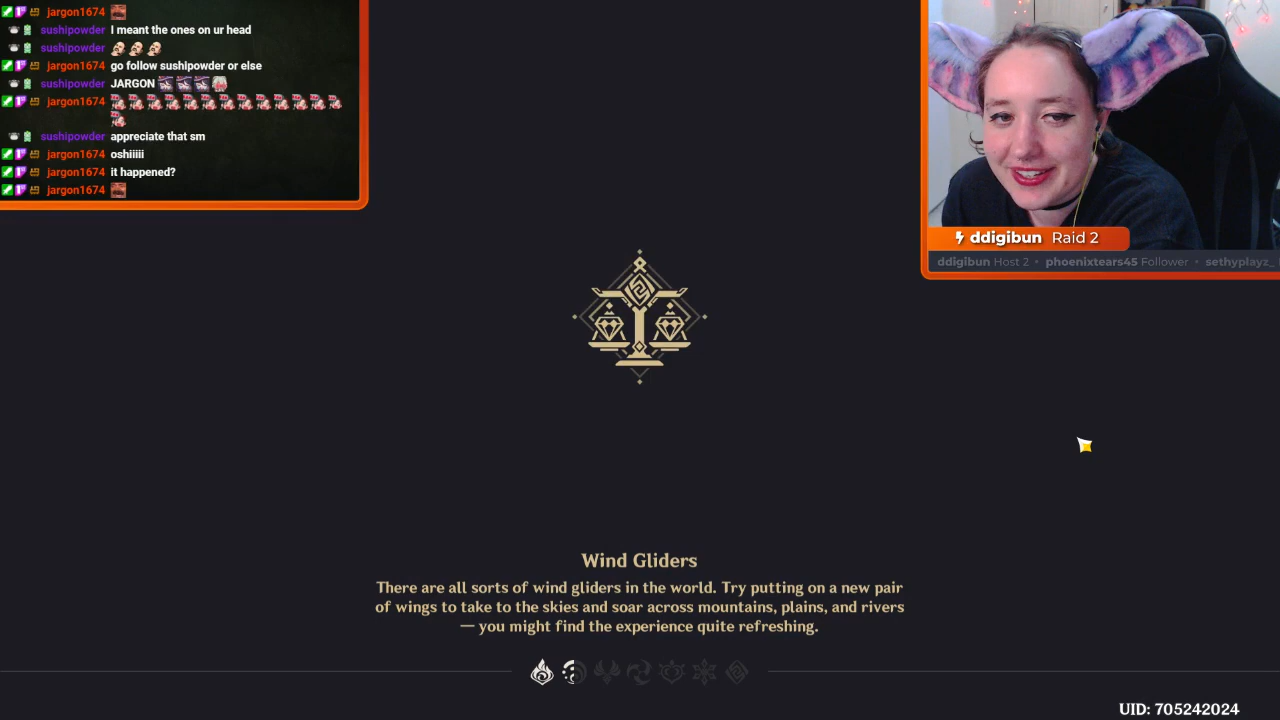 jargon1674
sushipowder I meant the ones on ur head
sushipowder
jargon1674 go follow sushipowder or else
sushipowder JARGON
jargon1674
sushipowder appreciate that sm
jargon1674 oshiiiii
jargon1674 it happened?
jargon1674
ddigibun Raid 2
ddigibun Host 2 • phoenixtears45 Follower • sethyplayz_
Wind Gliders
There are all sorts of wind gliders in the world. Try putting on a new pair
of wings to take to the skies and soar across mountains, plains, and rivers
— you might find the experience quite refreshing.
UID: 705242024